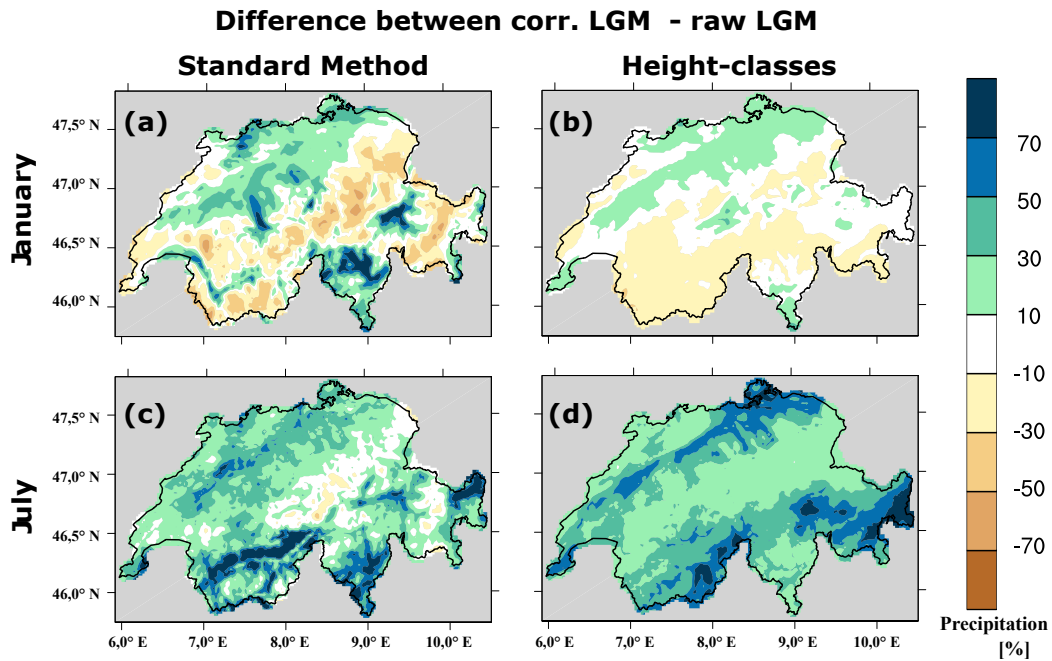 Difference between corr. LGM - raw LGM
Standard Method
Height-classes
January
(a)
47.5° N
47.0° N
46.5° N
46.0° N
(b)
70
50
30
10
-10
-30
-50
-70
July
(c)
47.5° N
47.0° N
46.5° N
46.0° N
(d)
6,0° E
7,0° E
8,0° E
9,0° E
10,0° E
6,0° E
7,0° E
8,0° E
9,0° E
10,0° E
Precipitation
[%]